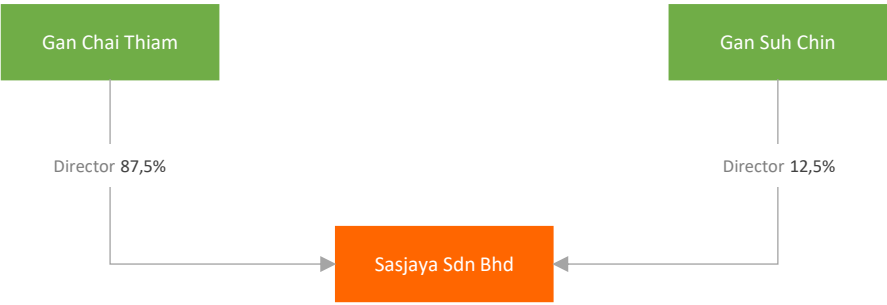 Gan Chai Thiam
Gan Suh Chin
Director 87,5%
Director 12,5%
Sasjaya Sdn Bhd